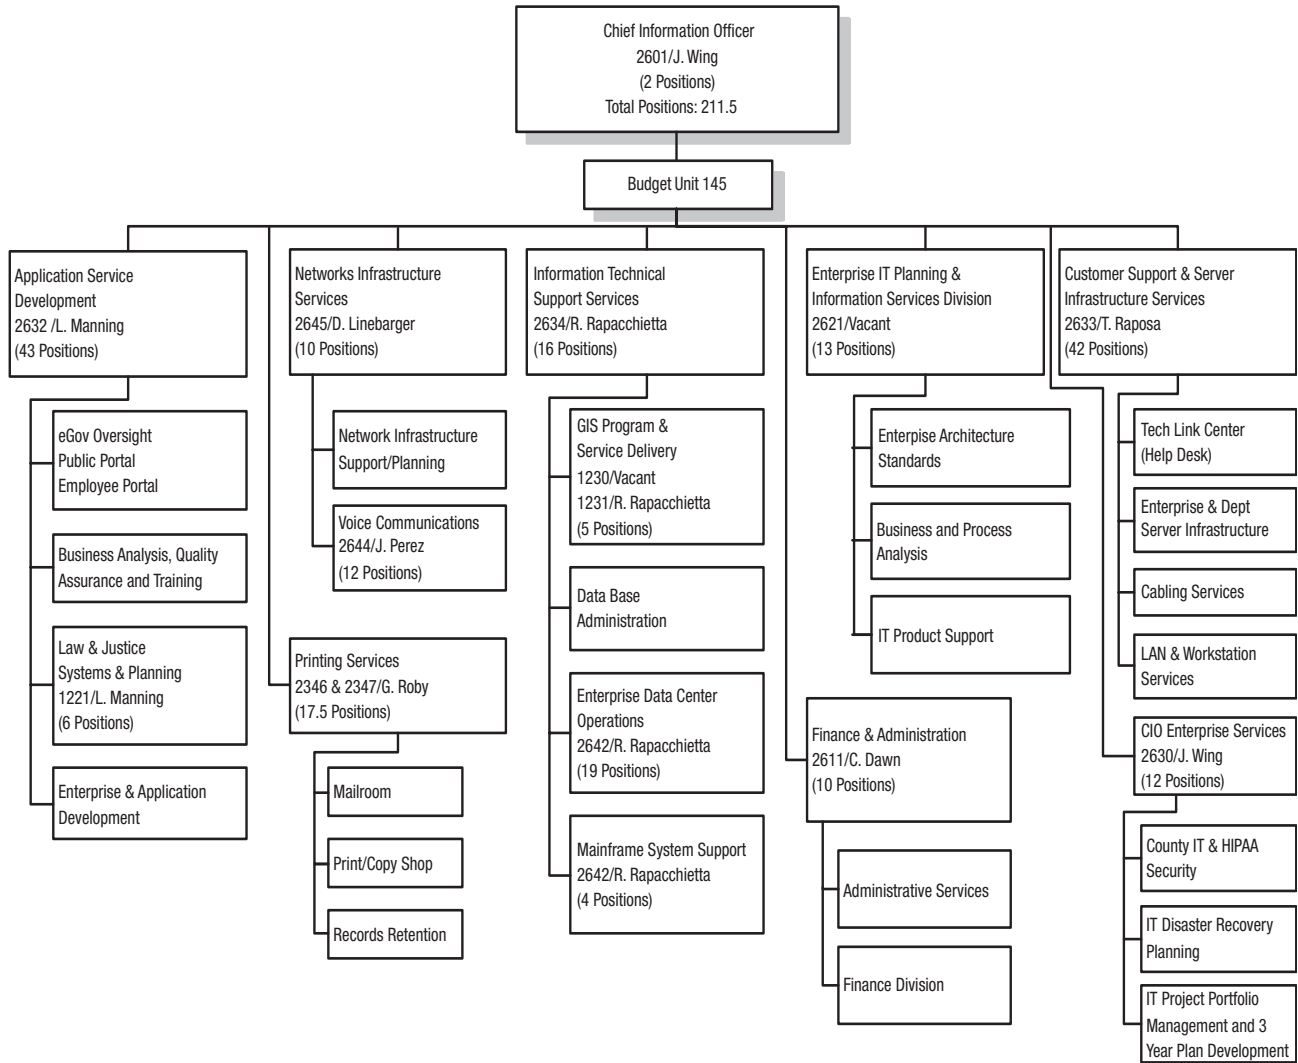 Chief Information Officer
2601/J. Wing
(2 Positions)
Total Positions: 211.5
Budget Unit 145
Application Service
Development
2632 /L. Manning
(43 Positions)
eGov Oversight
Public Portal
Employee Portal
Business Analysis, Quality
Assurance and Training
Law & Justice
Systems & Planning
1221/L. Manning
(6 Positions)
Enterprise & Application
Development
Networks Infrastructure
Services
2645/D. Linebarger
(10 Positions)
Network Infrastructure
Support/Planning
Voice Communications
2644/J. Perez
(12 Positions)
Printing Services
2346 & 2347/G. Roby
(17.5 Positions)
Mailroom
Print/Copy Shop
Records Retention
Information Technical
Support Services
2634/R. Rapacchietta
(16 Positions)
GIS Program &
Service Delivery
1230/Vacant
1231/R. Rapacchietta
(5 Positions)
Data Base
Administration
Enterprise Data Center
Operations
2642/R. Rapacchietta
(19 Positions)
Mainframe System Support
2642/R. Rapacchietta
(4 Positions)
Enterprise IT Planning &
Information Services Division
2621/Vacant
(13 Positions)
Enterpise Architecture
Standards
Business and Process
Analysis
IT Product Support
Finance & Administration
2611/C. Dawn
(10 Positions)
Administrative Services
Finance Division
Customer Support & Server
Infrastructure Services
2633/T. Raposa
(42 Positions)
Tech Link Center
(Help Desk)
Enterprise & Dept
Server Infrastructure
Cabling Services
LAN & Workstation
Services
CIO Enterprise Services
2630/J. Wing
(12 Positions)
County IT & HIPAA
Security
IT Disaster Recovery
Planning
IT Project Portfolio
Management and 3
Year Plan Development